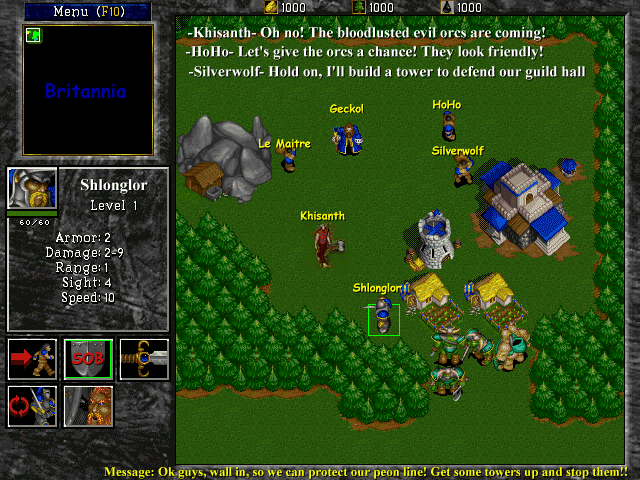 Menu (F10)
1000
1000
1000
-Khisanth- Oh no! The bloodlusted evil orcs are coming!
-HoHo- Let's give the orcs a chance! They look friendly!
-Silverwolf- Hold on, I'll build a tower to defend our guild hall
Britannia
Geckol
HoHo
Le Maitre
Silverwolf
Shlonglor
Level 1
60/60
Khisanth
Armor: 2
Damage: 2-9
Range: 1
Sight: 4
Speed: 10
Shlonglor
SOB
Message: Ok guys, wall in, so we can protect our peon line! Get some towers up and stop them!!